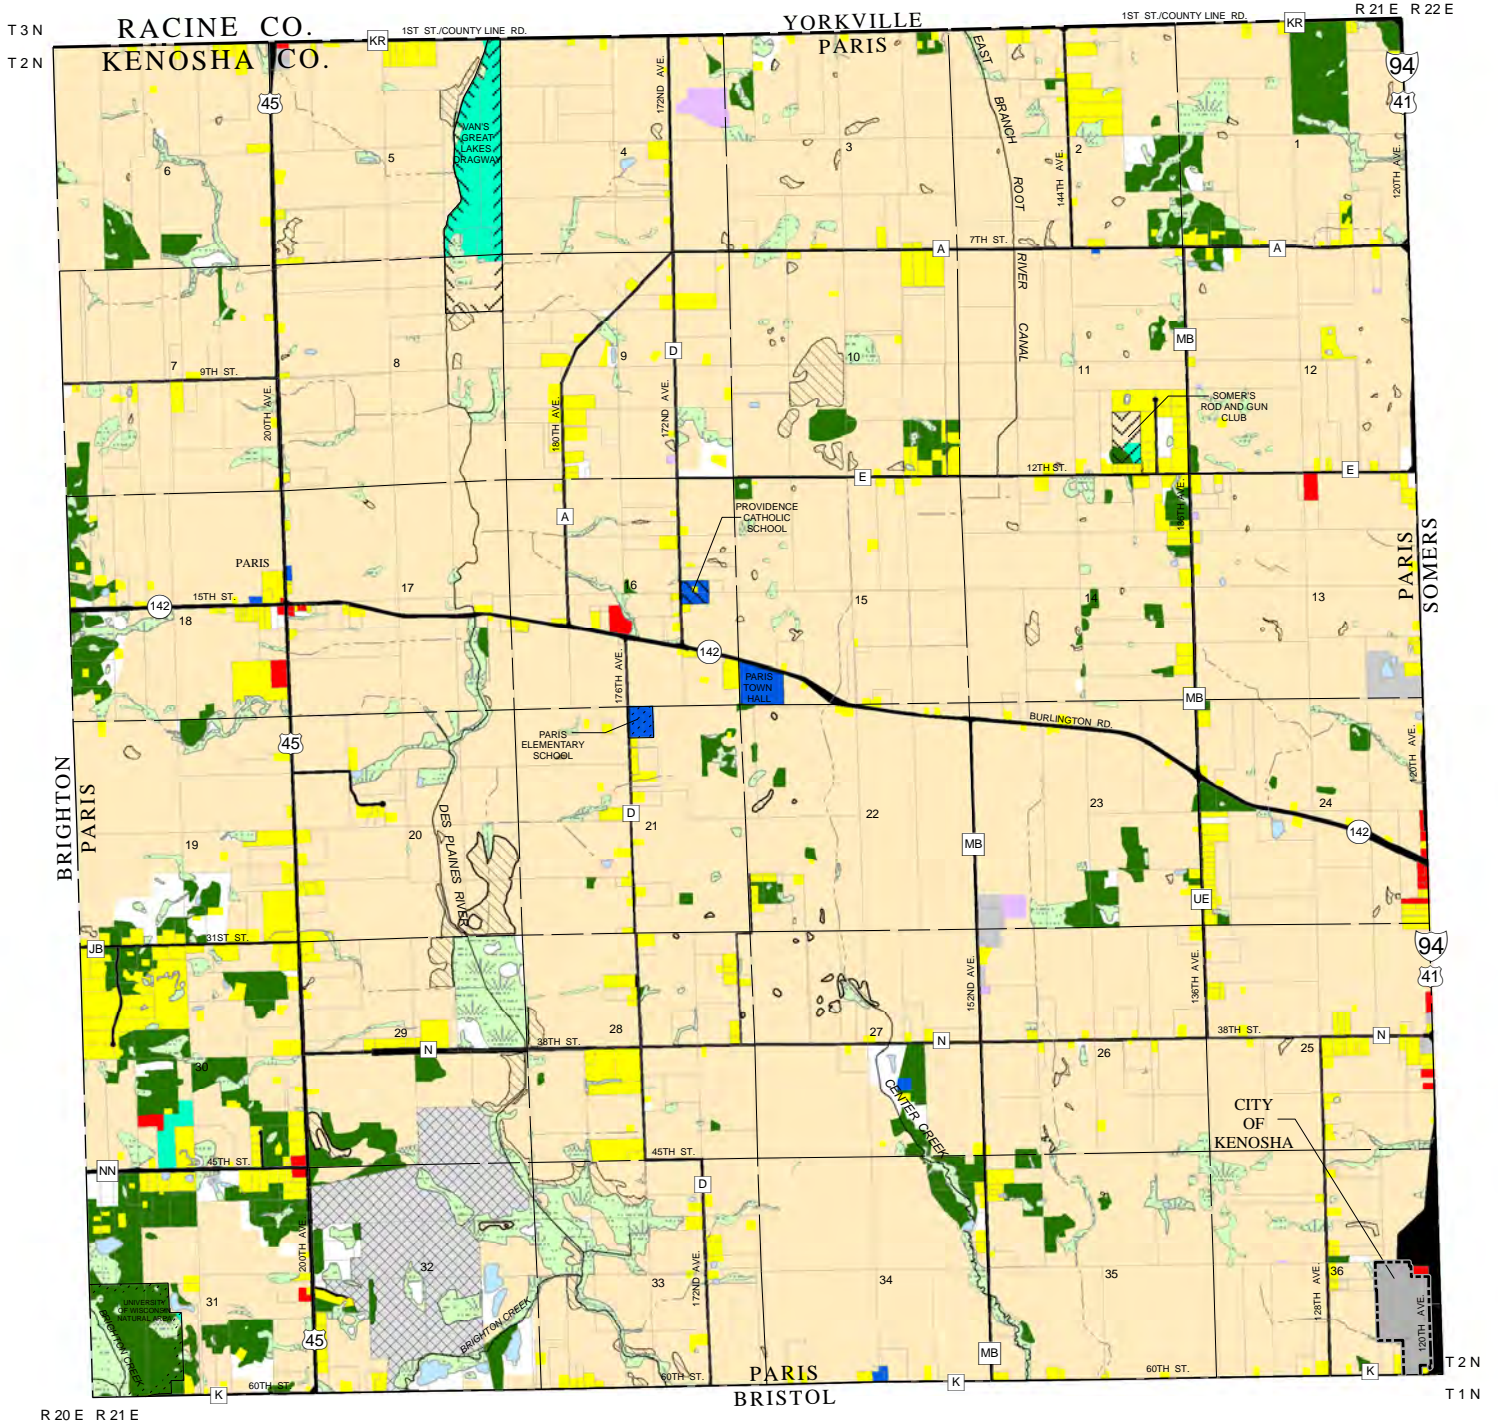 R 21 E R 22 E
T 3 N
RACINE CO.
1ST ST./COUNTY LINE RD.
YORKVILLE
1ST ST./COUNTY LINE RD.
KR
KR
T 2 N
KENOSHA CO.
PARIS
94
41
45
172ND AVE.
EAST
BRANCH
ROOT
RIVER
CANAL
VAN'S
GREAT
LAKES
DRAGWAY
6
5
4
3
2
1
144TH AVE.
120TH AVE.
7TH ST.
A
A
7
9TH ST.
8
9
D
10
11
MB
12
200TH AVE.
180TH AVE.
172ND AVE.
SOMER'S
ROD AND GUN
CLUB
12TH ST.
E
E
A
PROVIDENCE
CATHOLIC
SCHOOL
136TH AVE.
PARIS
SOMERS
PARIS
15TH ST.
142
18
17
16
15
14
13
142
176TH AVE.
PARIS
TOWN
HALL
MB
BURLINGTON RD.
45
PARIS
ELEMENTARY
SCHOOL
120TH AVE.
BRIGHTON
PARIS
DES PLAINES RIVER
19
20
D
21
22
23
24
142
MB
UE
JB
31ST ST.
94
41
152ND AVE.
136TH AVE.
29
28
27
38TH ST.
N
N
38TH ST.
N
26
25
30
CENTER CREEK
CITY
OF
KENOSHA
NN
45TH ST.
45TH ST.
D
200TH AVE.
172ND AVE.
128TH AVE.
120TH AVE.
31
32
33
34
35
36
UNIVERSITY
OF WISCONSIN
NATURAL AREA
BRIGHTON CREEK
BRIGHTON CREEK
45
MB
K
60TH ST.
60TH ST.
PARIS
BRISTOL
K
60TH ST.
K
T 2 N
T 1 N
R 20 E R 21 E